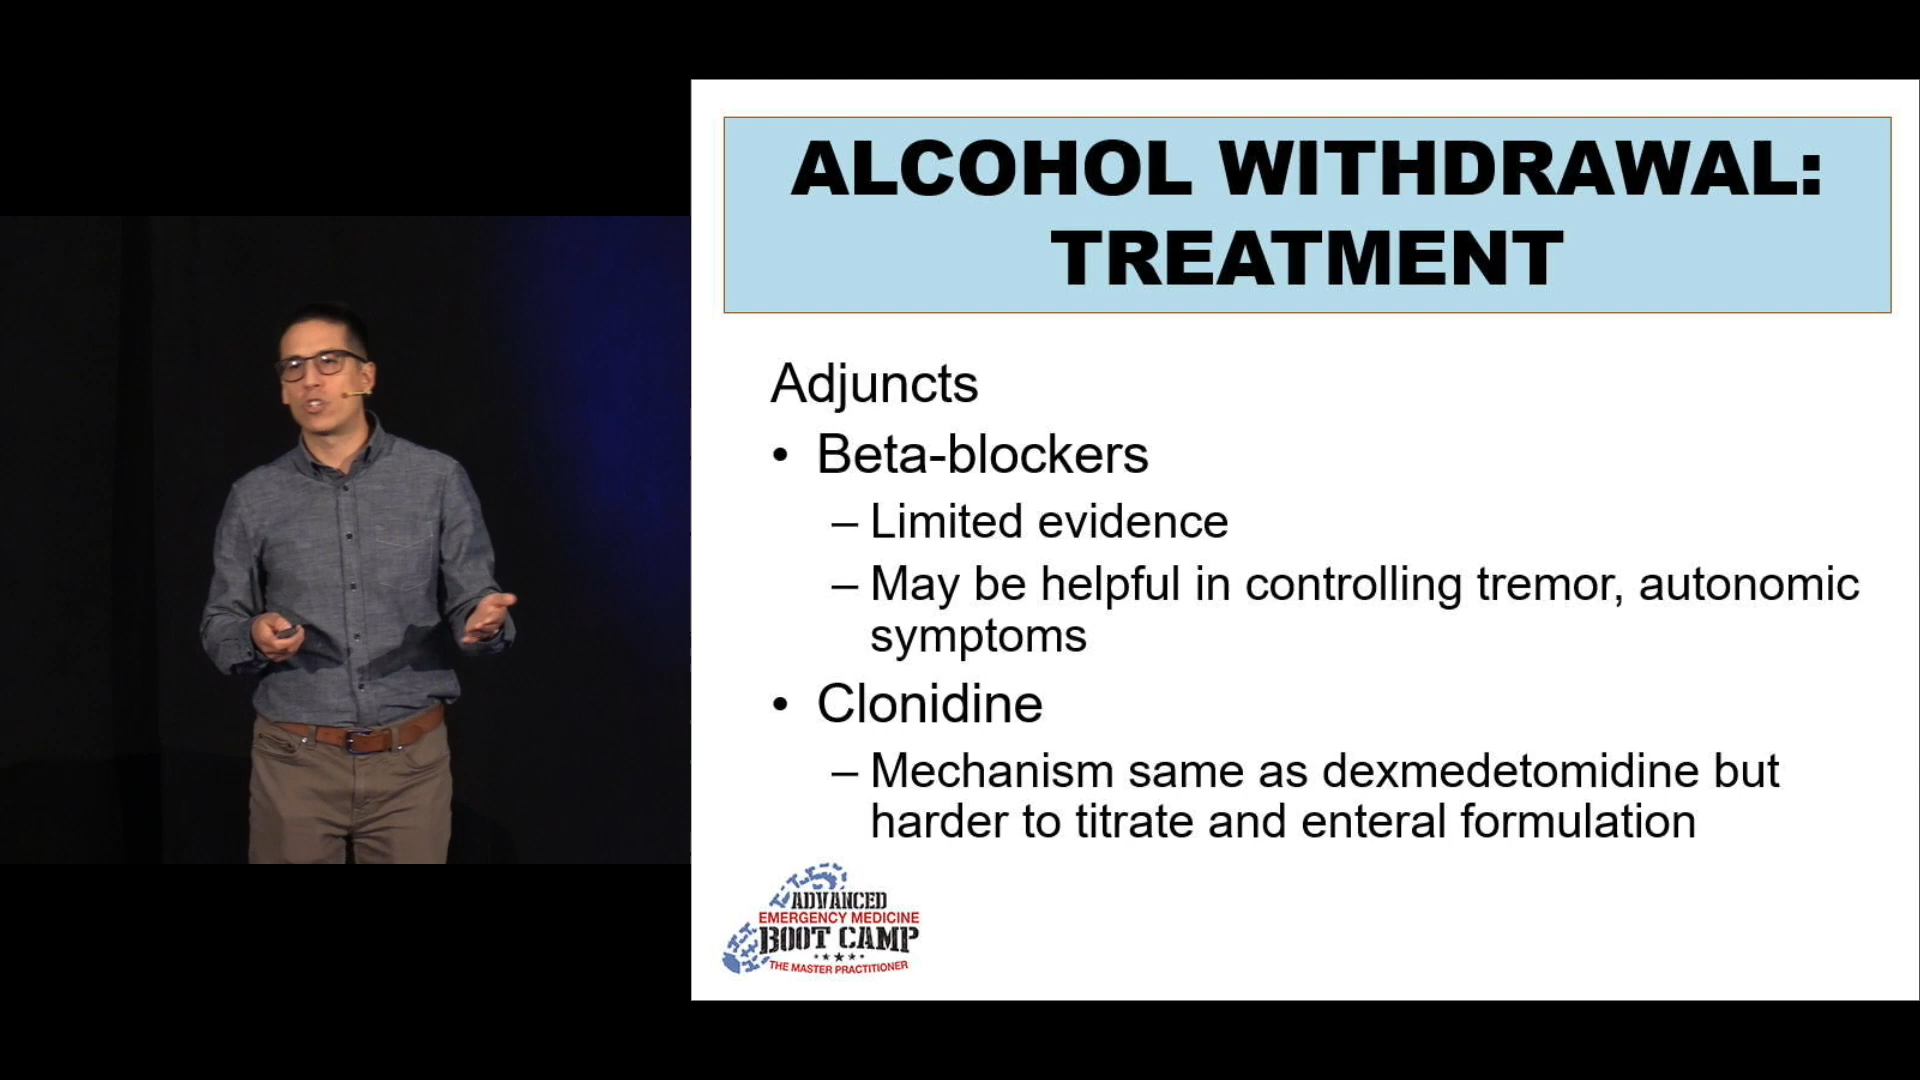 ALCOHOL WITHDRAWAL:
TREATMENT
Adjuncts
• Beta-blockers
– Limited evidence
– May be helpful in controlling tremor, autonomic
symptoms
• Clonidine
– Mechanism same as dexmedetomidine but
harder to titrate and enteral formulation
ADVANCED
EMERGENCY MEDICINE
BOOT CAMP
THE MASTER PRACTITIONER